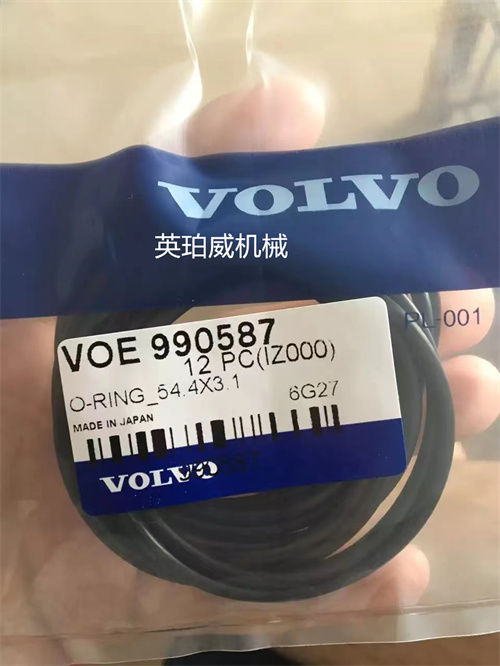 VOLVO
英珀威机械
PL-001
VOE 990587
12 PC(IZ000)
O-RING_54.4X3.1
6G27
MADE IN JAPAN
990587
VOLVO